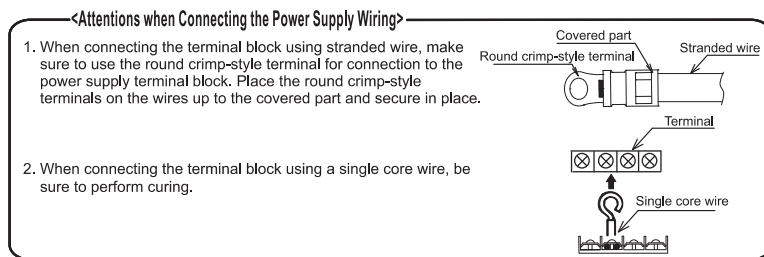 <Attentions when Connecting the Power Supply Wiring>
1. When connecting the terminal block using stranded wire, make
sure to use the round crimp-style terminal for connection to the
power supply terminal block. Place the round crimp-style
terminals on the wires up to the covered part and secure in place.
Covered part
Round crimp-style terminal
Stranded wire
Terminal
2. When connecting the terminal block using a single core wire, be
sure to perform curing.
Single core wire